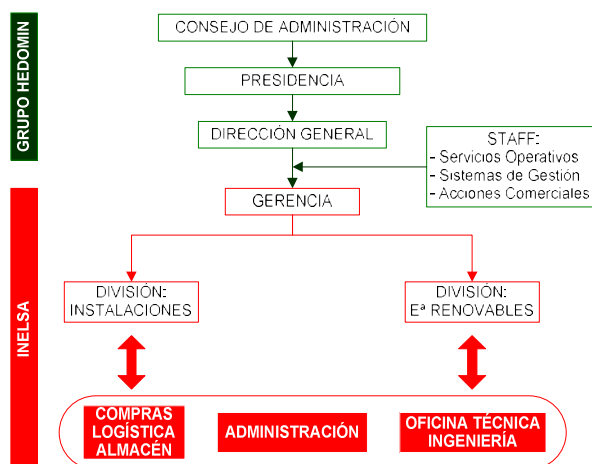 GRUPO HEDOMIN
CONSEJO DE ADMINISTRACIÓN
PRESIDENCIA
DIRECCIÓN GENERAL
STAFF:
- Servicios Operativos
- Sistemas de Gestión
- Acciones Comerciales
INELSA
GERENCIA
DIVISIÓN:
INSTALACIONES
DIVISIÓN:
Eª RENOVABLES
COMPRAS
LOGÍSTICA
ALMACÉN
ADMINISTRACIÓN
OFICINA TÉCNICA
INGENIERÍA